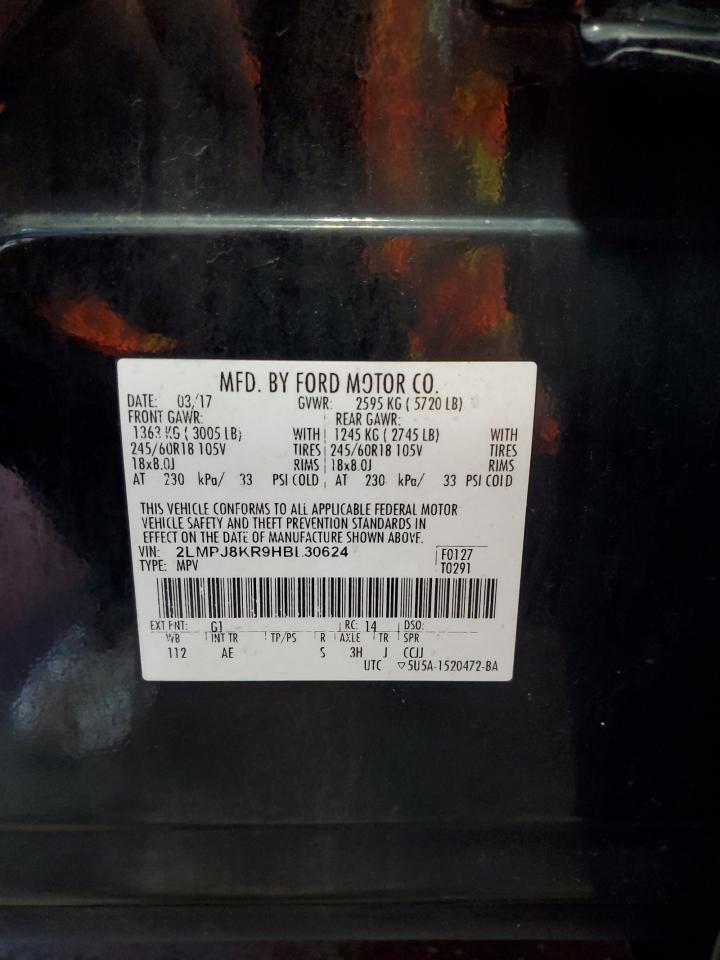 MFD. BY FORD MOTOR CO.
DATE: 03/17 GVWR: 2595 KG ( 5720 LB)
FRONT GAWR: REAR GAWR:
1363 KG ( 3005 LB) WITH 1245 KG ( 2745 LB) WITH
245/60R18 105V TIRES 245/60R18 105V TIRES
18x8.0J RIMS 18x8.0J RIMS
AT 230 kPa/ 33 PSI COLD AT 230 kPa/ 33 PSI COLD
THIS VEHICLE CONFORMS TO ALL APPLICABLE FEDERAL MOTOR
VEHICLE SAFETY AND THEFT PREVENTION STANDARDS IN
EFFECT ON THE DATE OF MANUFACTURE SHOWN ABOVE.
VIN: 2LMPJ8KR9HBL30624 F0127
TYPE: MPV T0291
EXT PNT: G1 RC: 14 DSO:
WB INT TR TP/PS R AXLE TR SPR
112 AE S 3H J CCJJ
UTC ▽5U5A-1520472-BA